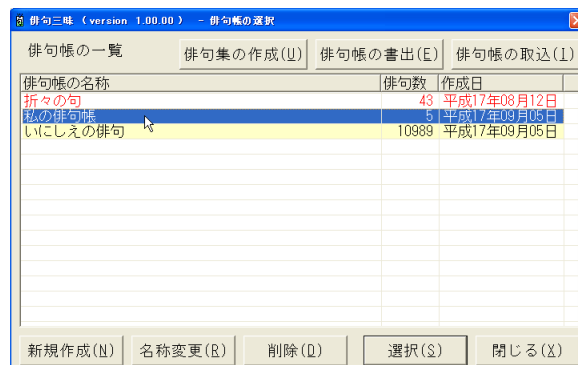 俳句三昧 (version 1.00.00) - 俳句帳の選択
俳句帳の一覧 俳句集の作成(U) 俳句帳の書出(E) 俳句帳の取込(I)
俳句帳の名称 俳句数 作成日
折々の句 43 平成17年08月12日
私の俳句帳 5 平成17年09月05日
いにしえの俳句 10989 平成17年09月05日
新規作成(N) 名称変更(R) 削除(D) 選択(S) 閉じる(X)